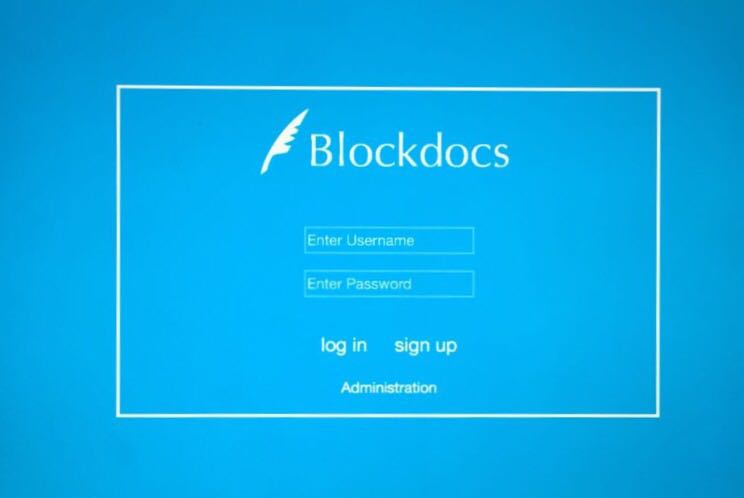 Blockdocs
Enter Username
Enter Password
log in sign up
Administration